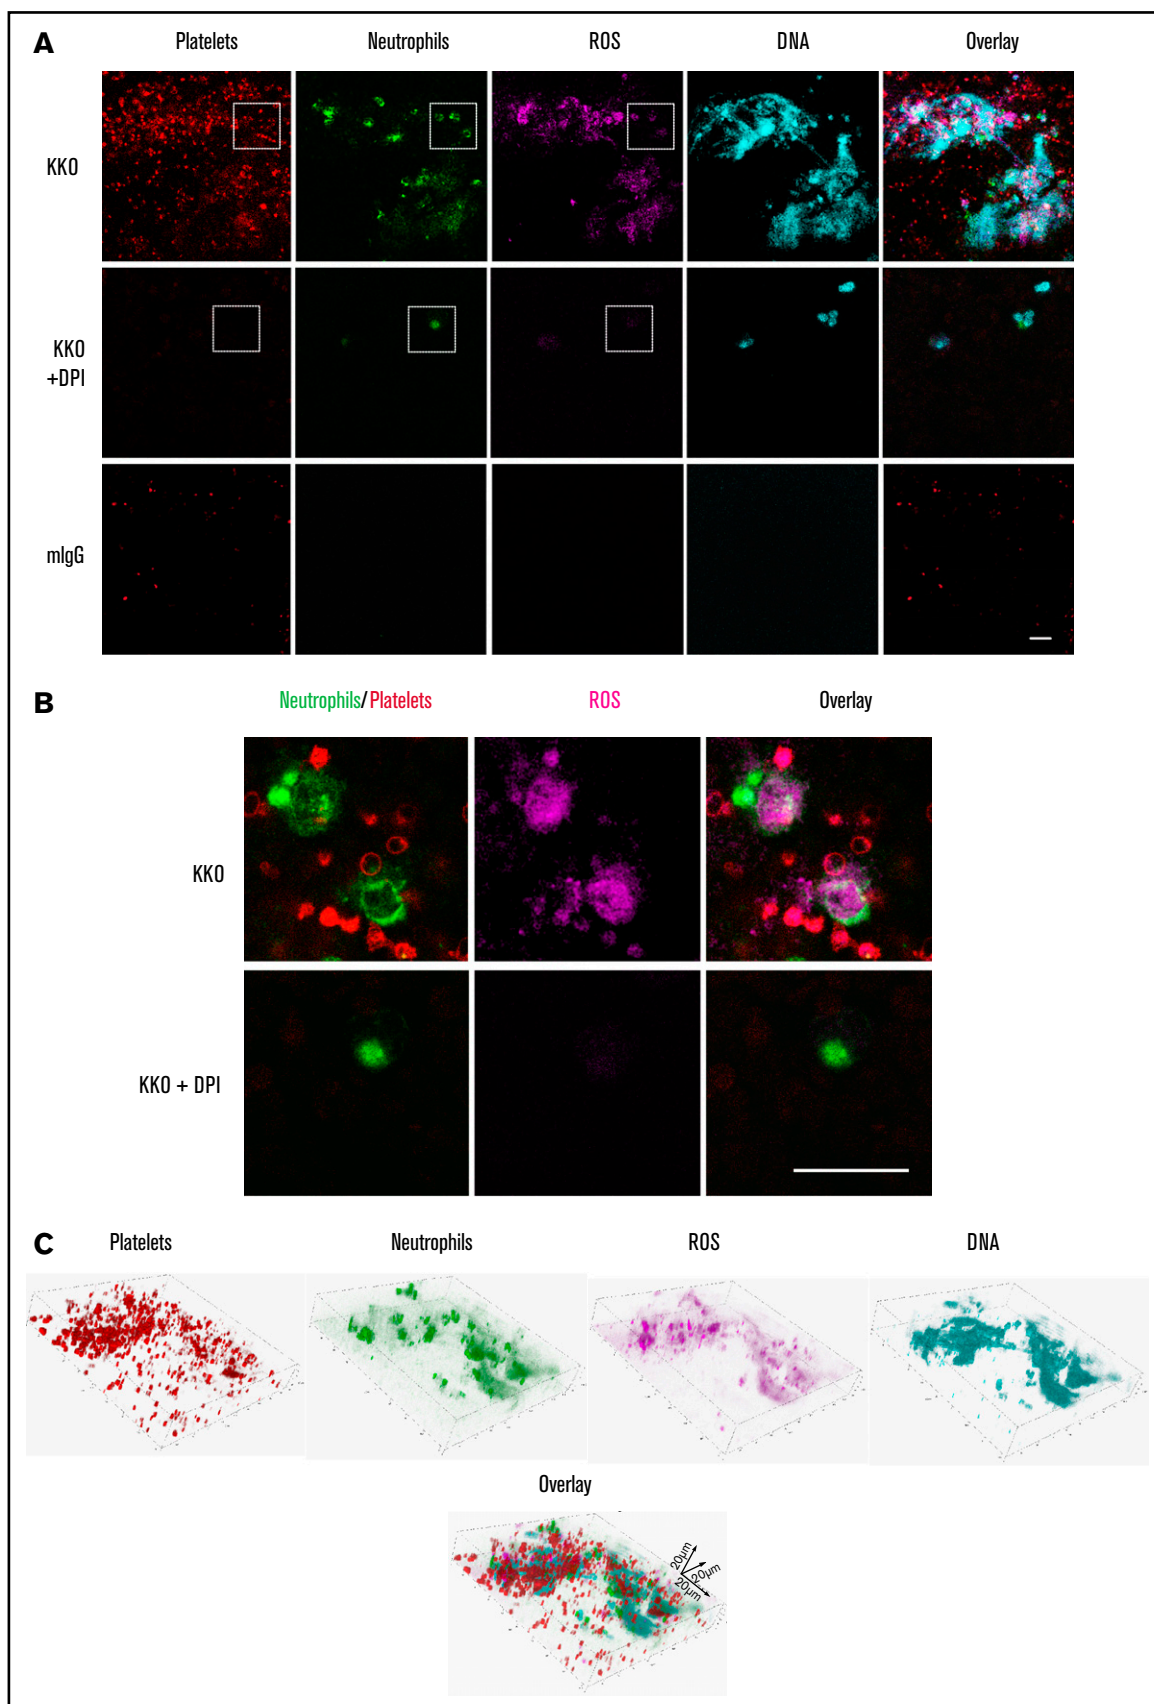 A
Platelets Neutrophils ROS DNA Overlay
KKO
KKO
+DPI
mIgG
B
Neutrophils/Platelets ROS Overlay
KKO
KKO + DPI
C
Platelets Neutrophils ROS DNA
Overlay
20µm
20µm
20µm